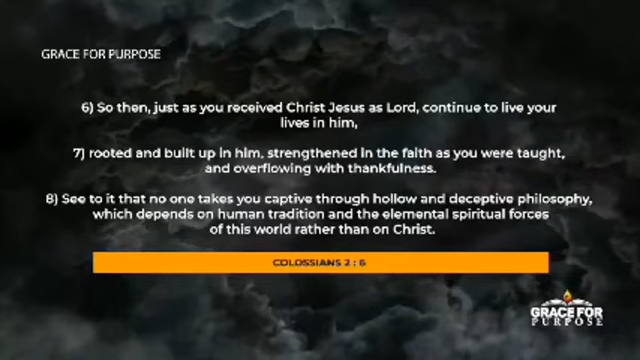 GRACE FOR PURPOSE
6) So then, just as you received Christ Jesus as Lord, continue to live your
lives in him,
7) rooted and built up in him, strengthened in the faith as you were taught,
and overflowing with thankfulness.
8) See to it that no one takes you captive through hollow and deceptive philosophy,
which depends on human tradition and the elemental spiritual forces
of this world rather than on Christ.
COLOSSIANS 2 : 6
GRACE FOR
PURPOSE